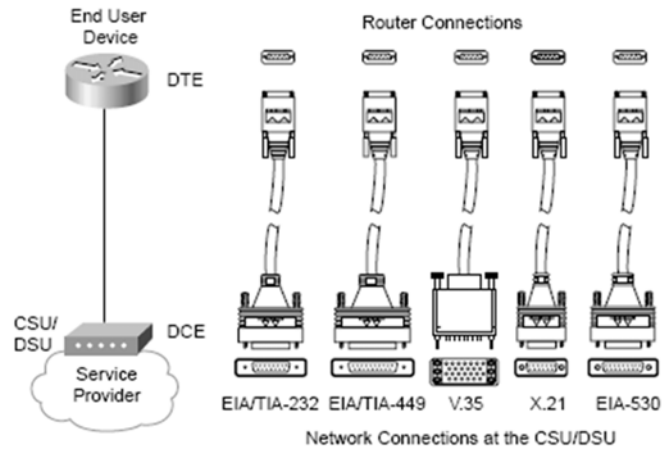 End User
Device
DTE
CSU/
DSU
DCE
Service
Provider
Router Connections
EIA/TIA-232 EIA/TIA-449 V.35 X.21 EIA-530
Network Connections at the CSU/DSU